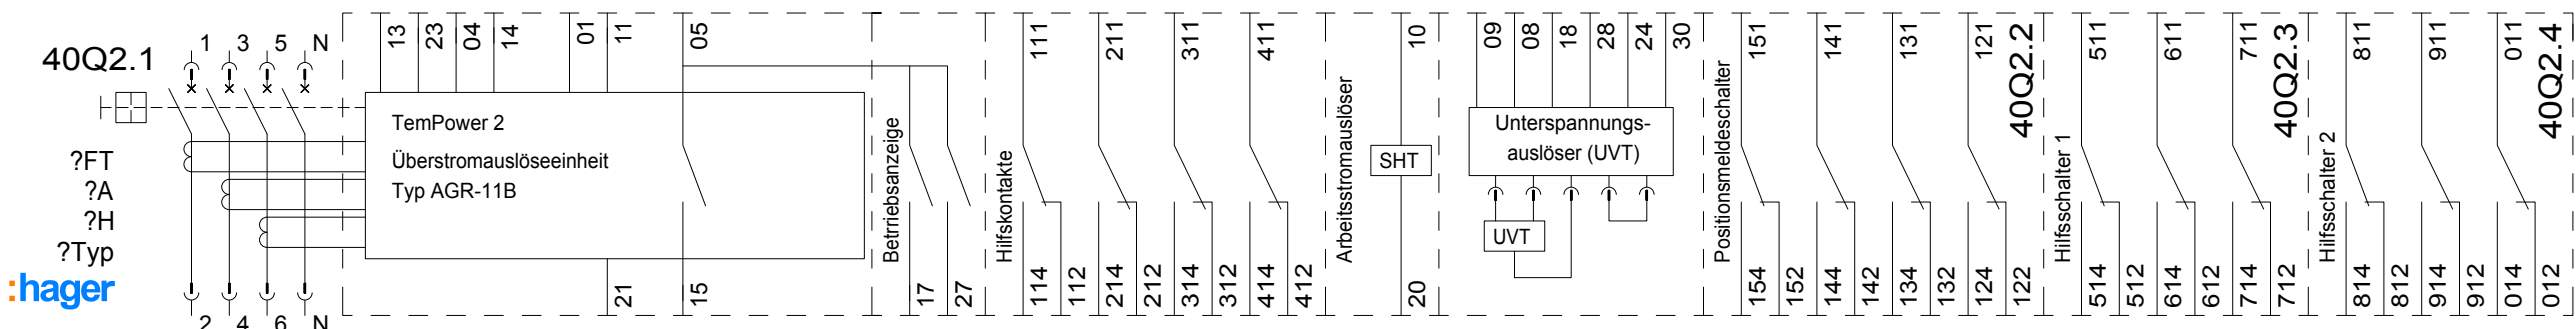 40Q2.1
1 3 5 N
?FT
?A
?H
?Typ
:hager
2 4 6 N
13 23 04 14 01 11 05
TemPower 2
Überstromauslöseeinheit
Typ AGR-11B
21 15
Betriebsanzeige
17 27
Hilfskontakte
111 211 311 411
114 112 214 212 314 312 414 412
Arbeitsstromauslöser
10
SHT
20
09 08 18 28 24 30
Unterspannungs-
auslöser (UVT)
UVT
Positionsmeldeschalter
151 141 131 121
40Q2.2
154 152 144 142 134 132 124 122
Hilfsschalter 1
511 611 711
40Q2.3
514 512 614 612 714 712
Hilfsschalter 2
811 911 011
40Q2.4
814 812 914 912 014 012